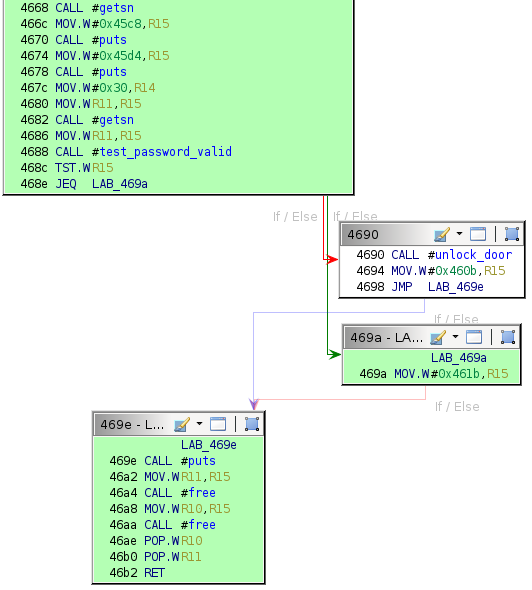 4668 CALL #getsn
466c MOV.W#0x45c8,R15
4670 CALL #puts
4674 MOV.W#0x45d4,R15
4678 CALL #puts
467c MOV.W#0x30,R14
4680 MOV.WR11,R15
4682 CALL #getsn
4686 MOV.WR11,R15
4688 CALL #test_password_valid
468c TST.WR15
468e JEQ LAB_469a
If / Else
If / Else
4690
4690 CALL #unlock_door
4694 MOV.W#0x460b,R15
4698 JMP LAB_469e
If / Else
469a - LA...
LAB_469a
469a MOV.W#0x461b,R15
If / Else
469e - L...
LAB_469e
469e CALL #puts
46a2 MOV.WR11,R15
46a4 CALL #free
46a8 MOV.WR10,R15
46aa CALL #free
46ae POP.WR10
46b0 POP.WR11
46b2 RET